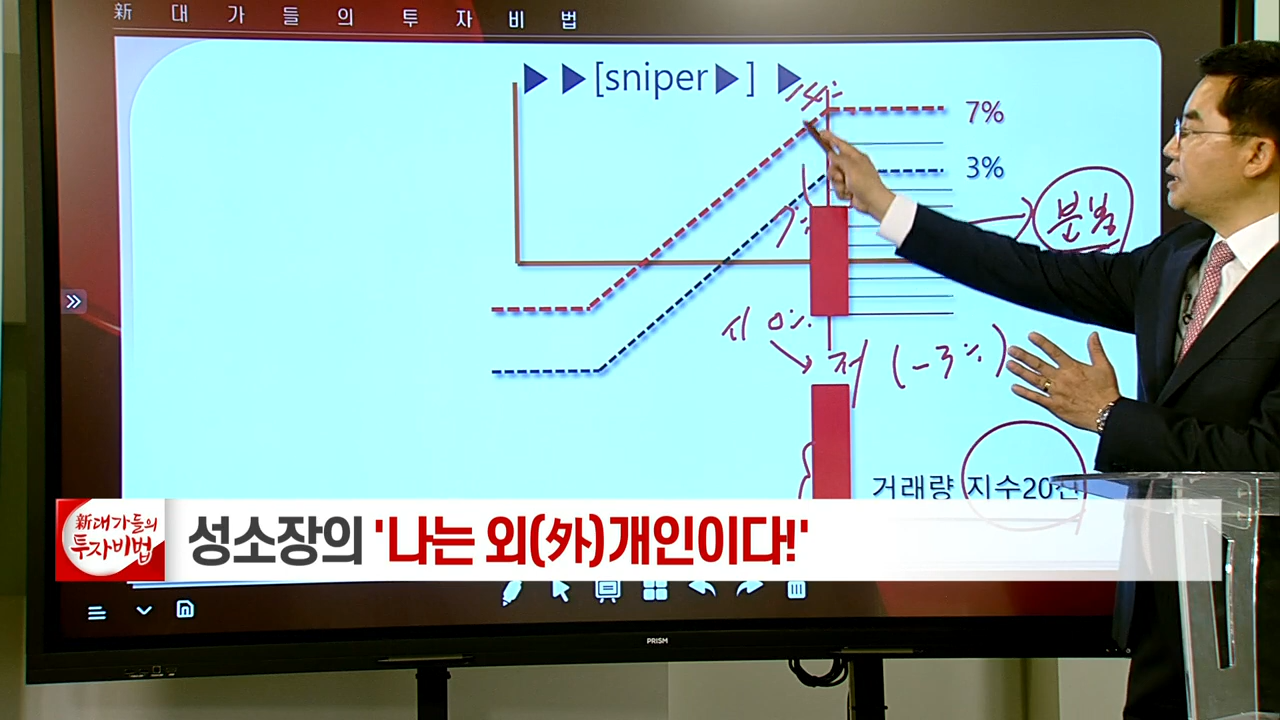 新 대 가 들 의 투 자 비 법
▶ ▶[sniper▶] ▶
14%
7%
3%
7%
분봉
시 0%
저 (-3%)
거래량 지수20선
新대가들의
투자비법
성소장의 '나는 외(外)개인이다!'
PRISM